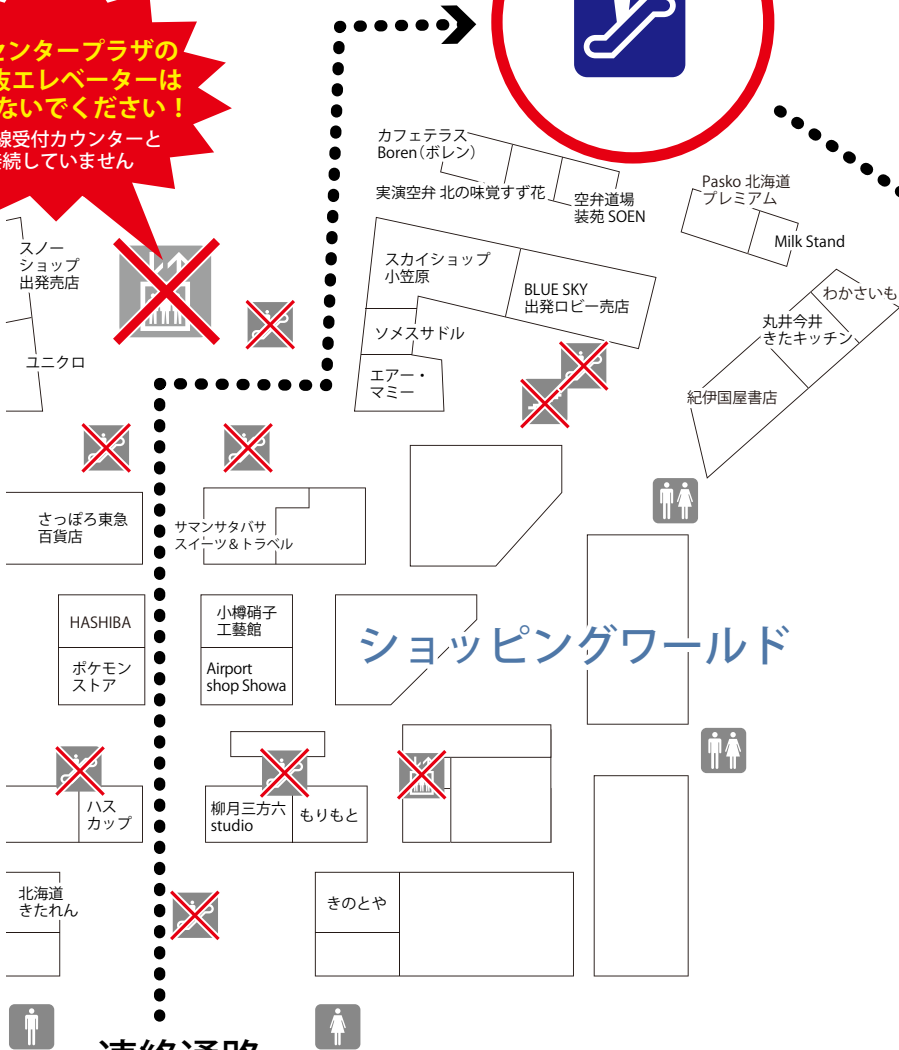 センタープラザの
抜エレベーターは
ないでください！
線受付カウンターと
接続していません
カフェテラス
Boren（ボレン）
実演空弁 北の味覚すず花
空弁道場
装苑 SOEN
Pasko 北海道
プレミアム
Milk Stand
スノー
ショップ
出発売店
スカイショップ
小笠原
BLUE SKY
出発ロビー売店
わかさいも
丸井今井
きたキッチン
ソメスサドル
ユニクロ
エアー・
マミー
紀伊国屋書店
さっぽろ東急
百貨店
サマンサタバサ
スイーツ＆トラベル
HASHIBA
小樽硝子
工藝館
ショッピングワールド
ポケモン
ストア
Airport
shop Showa
ハス
カップ
柳月三方六
studio
もりもと
北海道
きたれん
きのとや
連絡通路